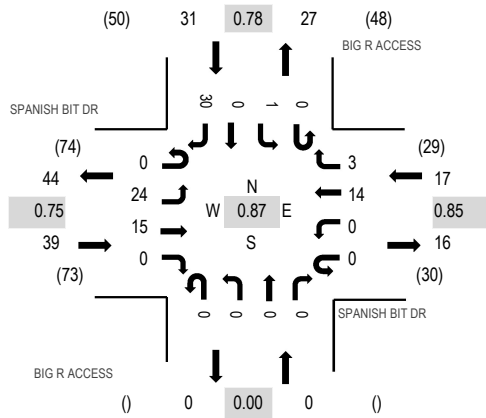 (50) 31 0.78 27 (48)
BIG R ACCESS
SPANISH BIT DR
30 0 1 0
(74) 0 3 (29)
44 17
24 N 14
0.75 W 0.87 E 0.85
15 S 0
39 16
(73) 0 0 (30)
0 0 0 0
SPANISH BIT DR
BIG R ACCESS
() 0 0.00 0 ()